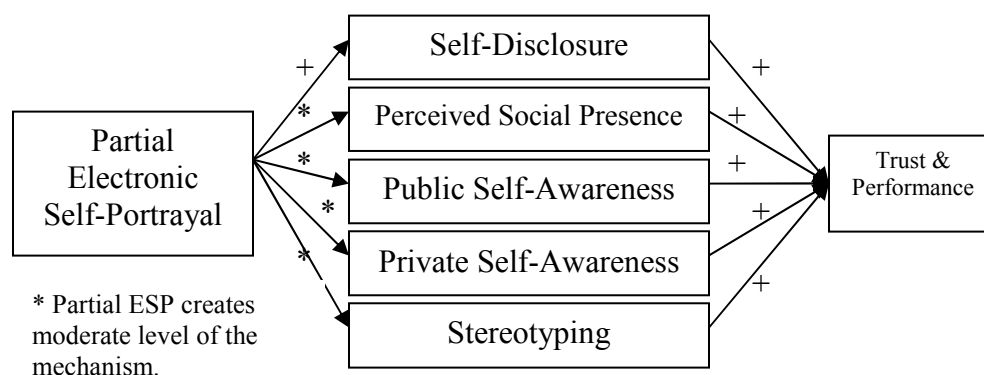 Self-Disclosure
+
+
*
Perceived Social Presence
+
Partial
Electronic
Self-Portrayal
*
Public Self-Awareness
+
Trust &
Performance
*
Private Self-Awareness
+
*
Stereotyping
+
* Partial ESP creates
moderate level of the
mechanism.